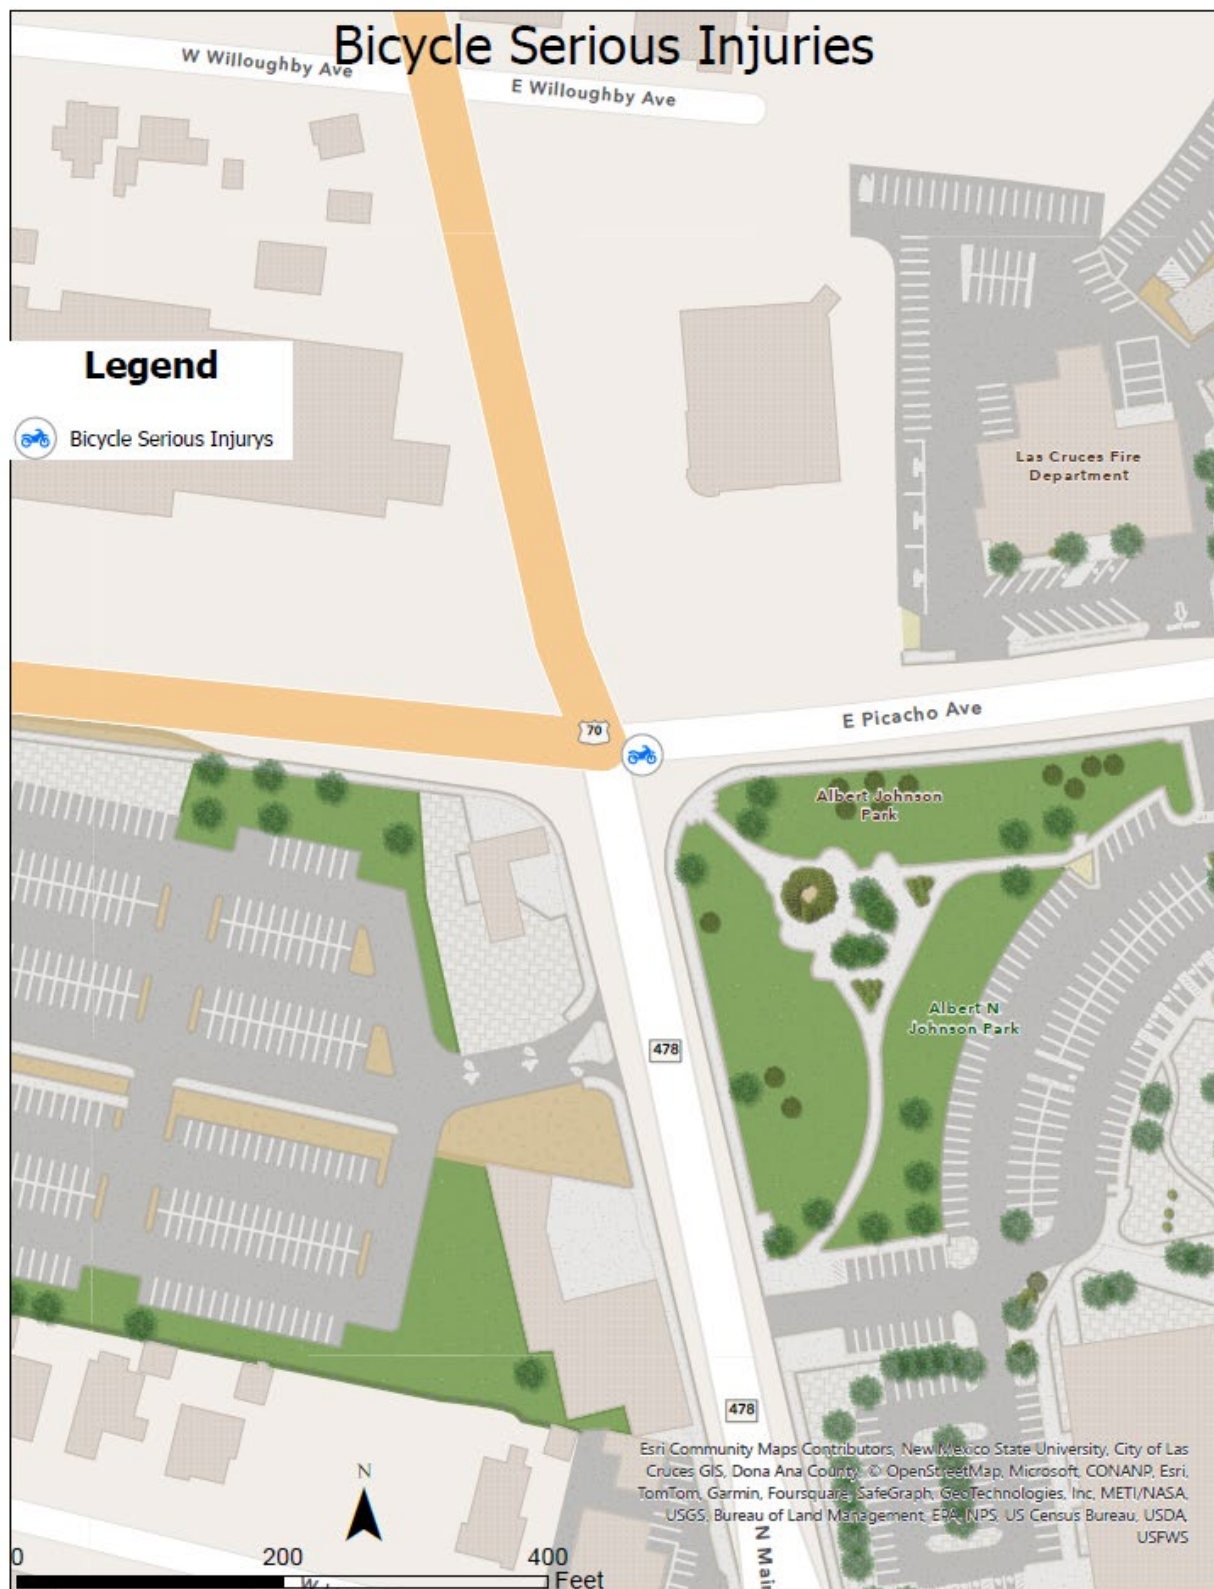 Bicycle Serious Injuries
W Willoughby Ave
E Willoughby Ave
Legend
Bicycle Serious Injurys
Las Cruces Fire
Department
70
E Picacho Ave
Albert Johnson
Park
Albert N
Johnson Park
478
478
Esri Community Maps Contributors, New Mexico State University, City of Las
Cruces GIS, Dona Ana County, © OpenStreetMap, Microsoft, CONANP, Esri,
TomTom, Garmin, Foursquare, SafeGraph, GeoTechnologies, Inc, METI/NASA,
USGS, Bureau of Land Management, EPA, NPS, US Census Bureau, USDA,
USFWS
N
N Mai
0 200 400
Feet